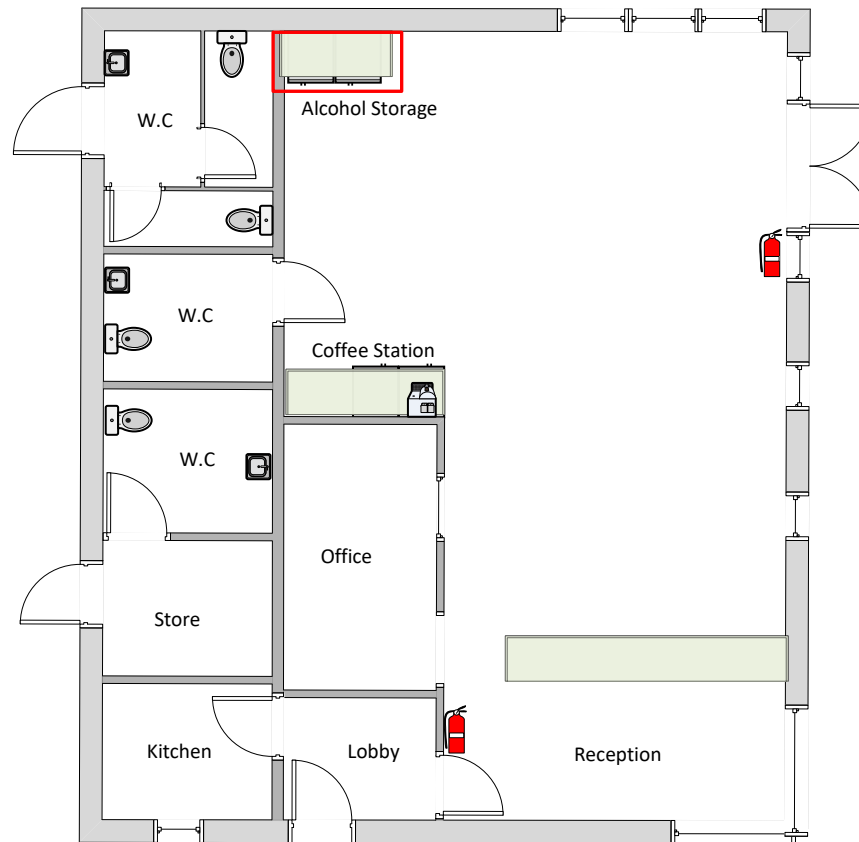 W.C
Alcohol Storage
W.C
Coffee Station
W.C
Office
Store
Kitchen
Lobby
Reception